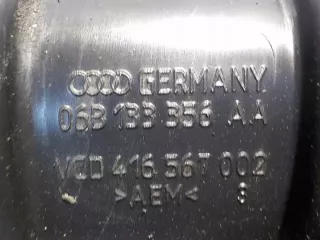 GERMANY
06B 133 356 AA
VCD 416 567 002
>AEM<